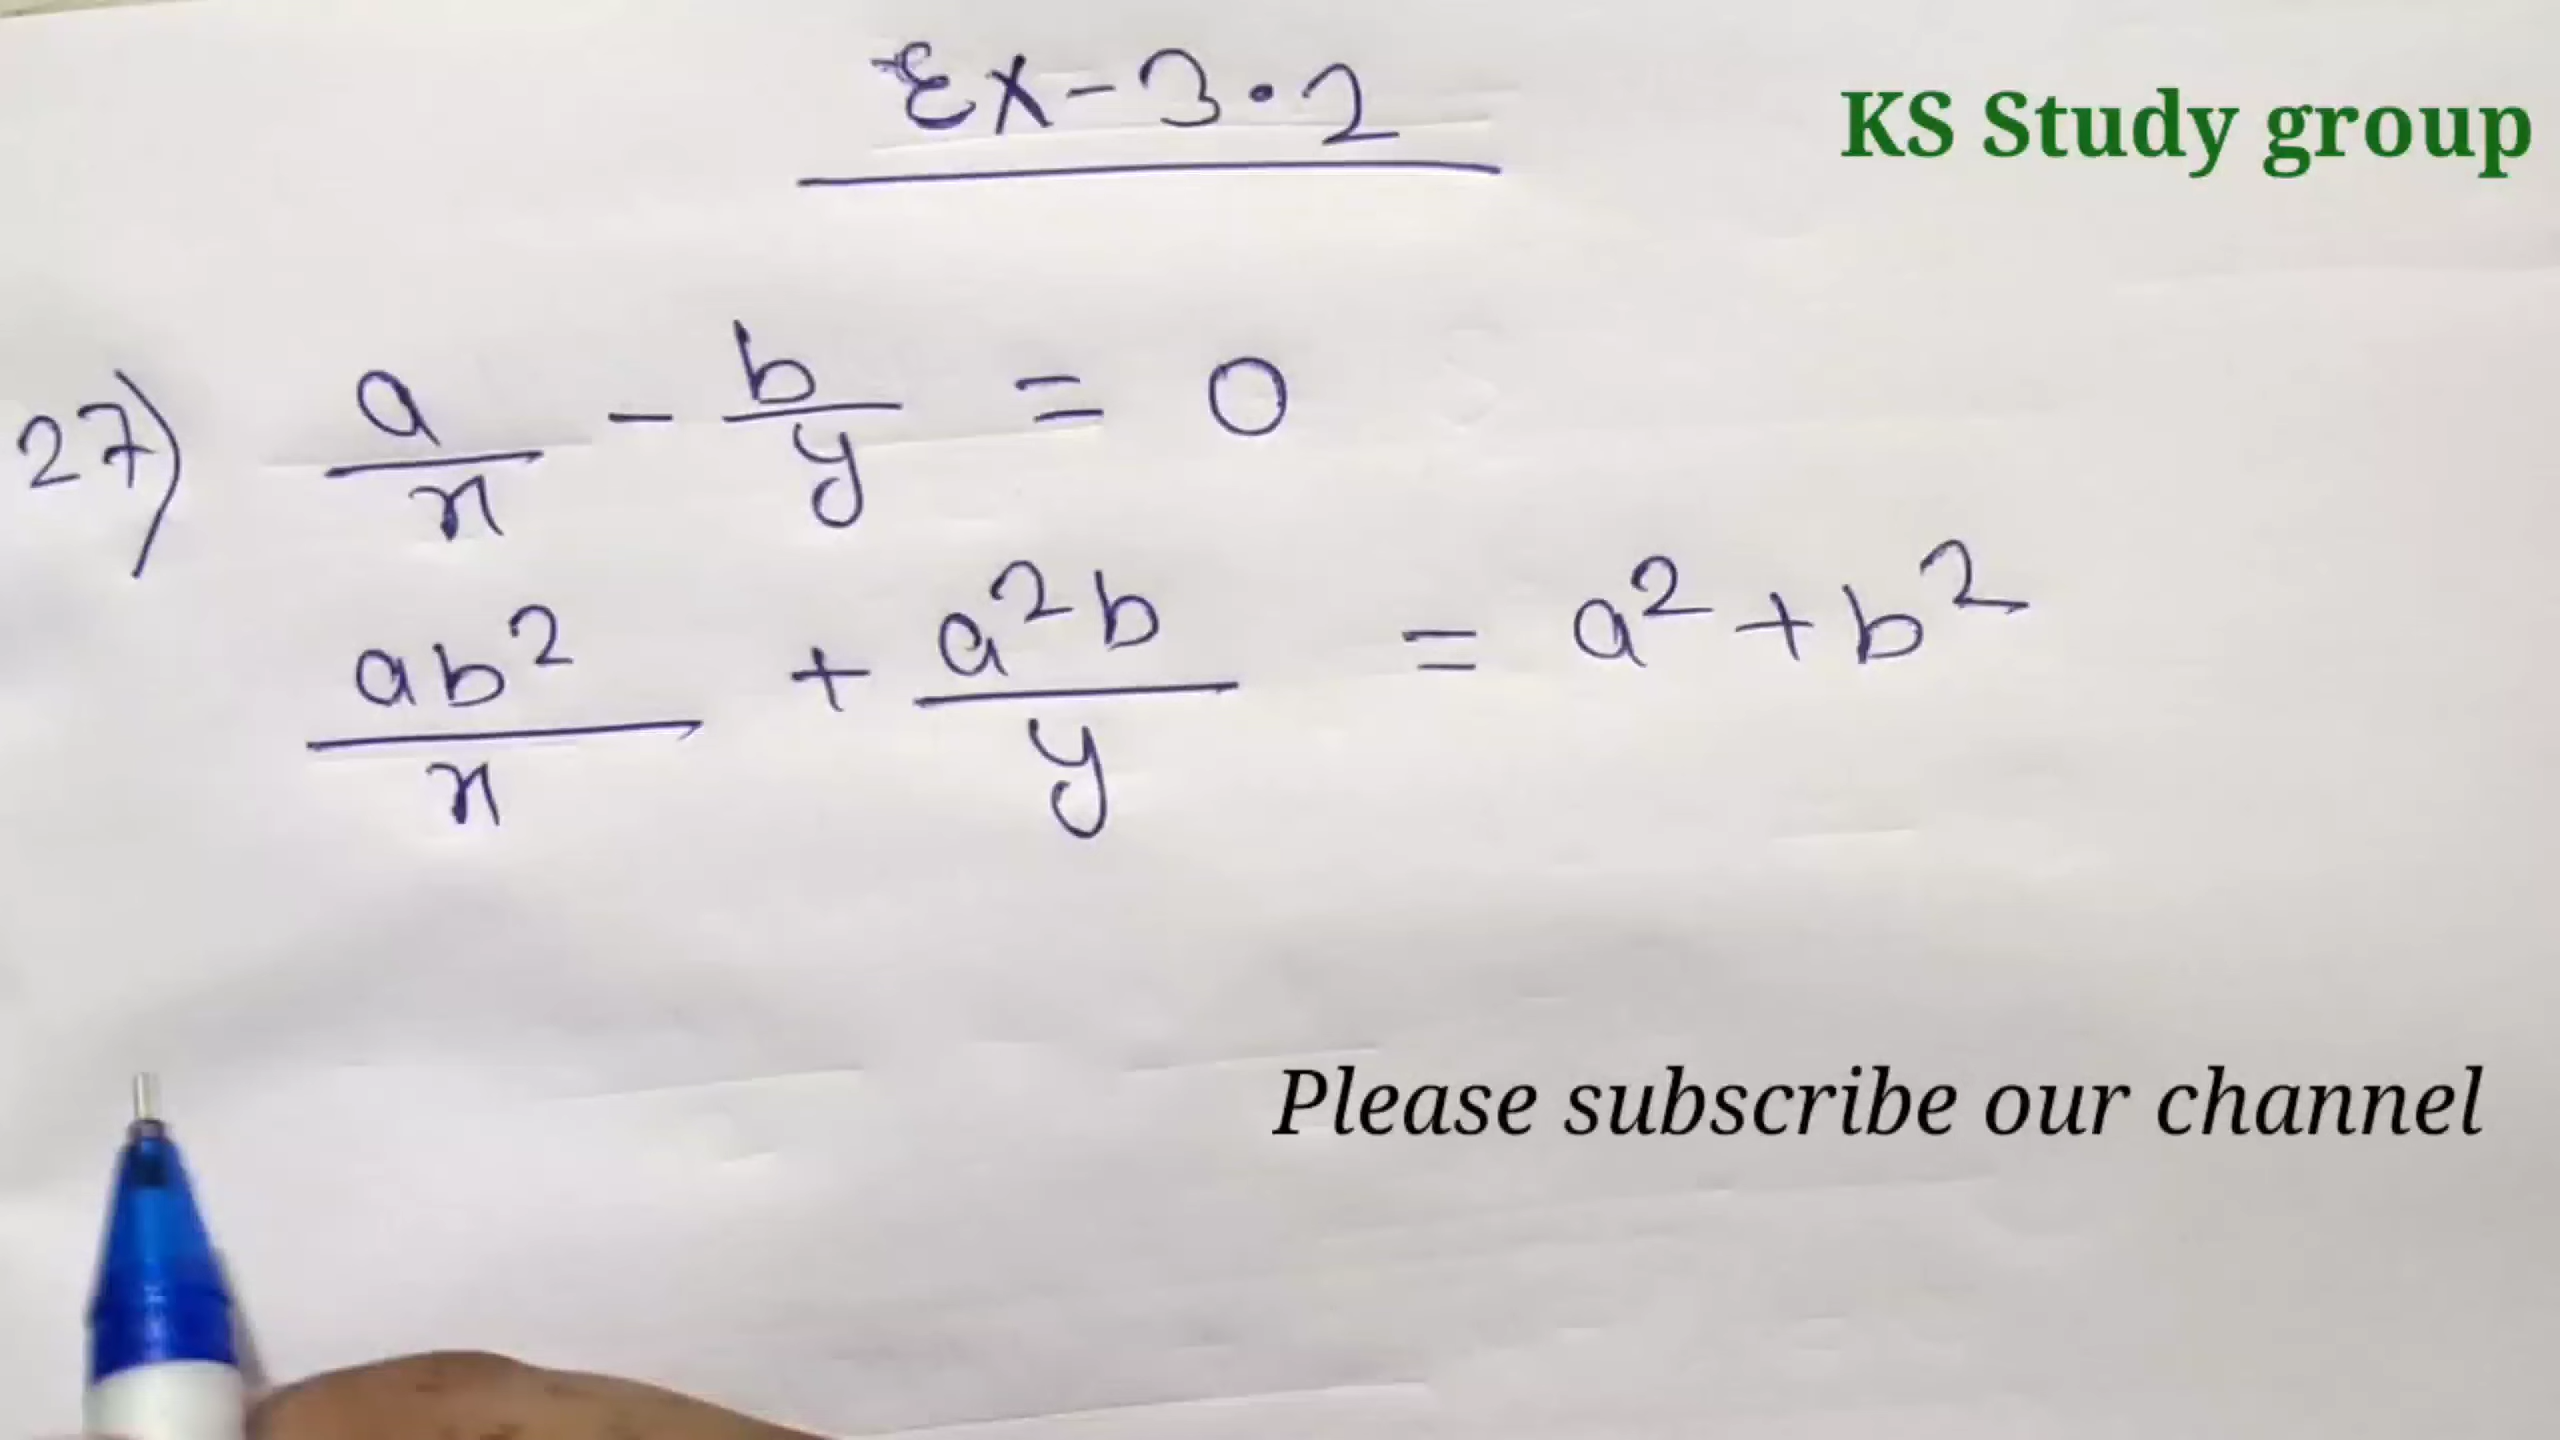 Ex-3.2
KS Study group
27) a/x - b/y = 0
ab²/x + a²b/y = a² + b²
Please subscribe our channel